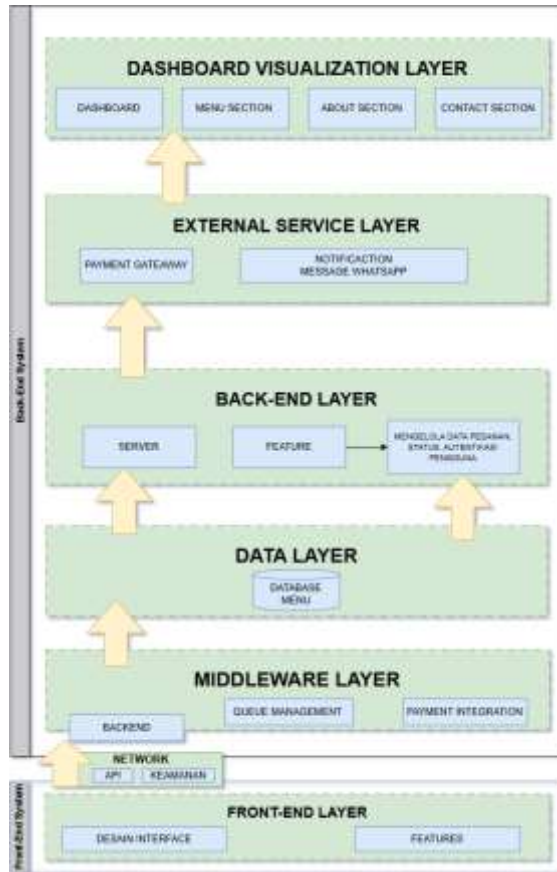 DASHBOARD VISUALIZATION LAYER
DASHBOARD
MENU SECTION
ABOUT SECTION
CONTACT SECTION
EXTERNAL SERVICE LAYER
PAYMENT GATEAWAY
NOTIFICACTION
MESSAGE WHATSAPP
Back-End System
BACK-END LAYER
SERVER
FEATURE
MENGELOLA DATA PESANAN,
STATUS, AUTENTIKASI
PENGGUNA
DATA LAYER
DATABASE
MENU
MIDDLEWARE LAYER
BACKEND
QUEUE MANAGEMENT
PAYMENT INTEGRATION
NETWORK
API
KEAMANAN
Front-End System
FRONT-END LAYER
DESAIN INTERFACE
FEATURES